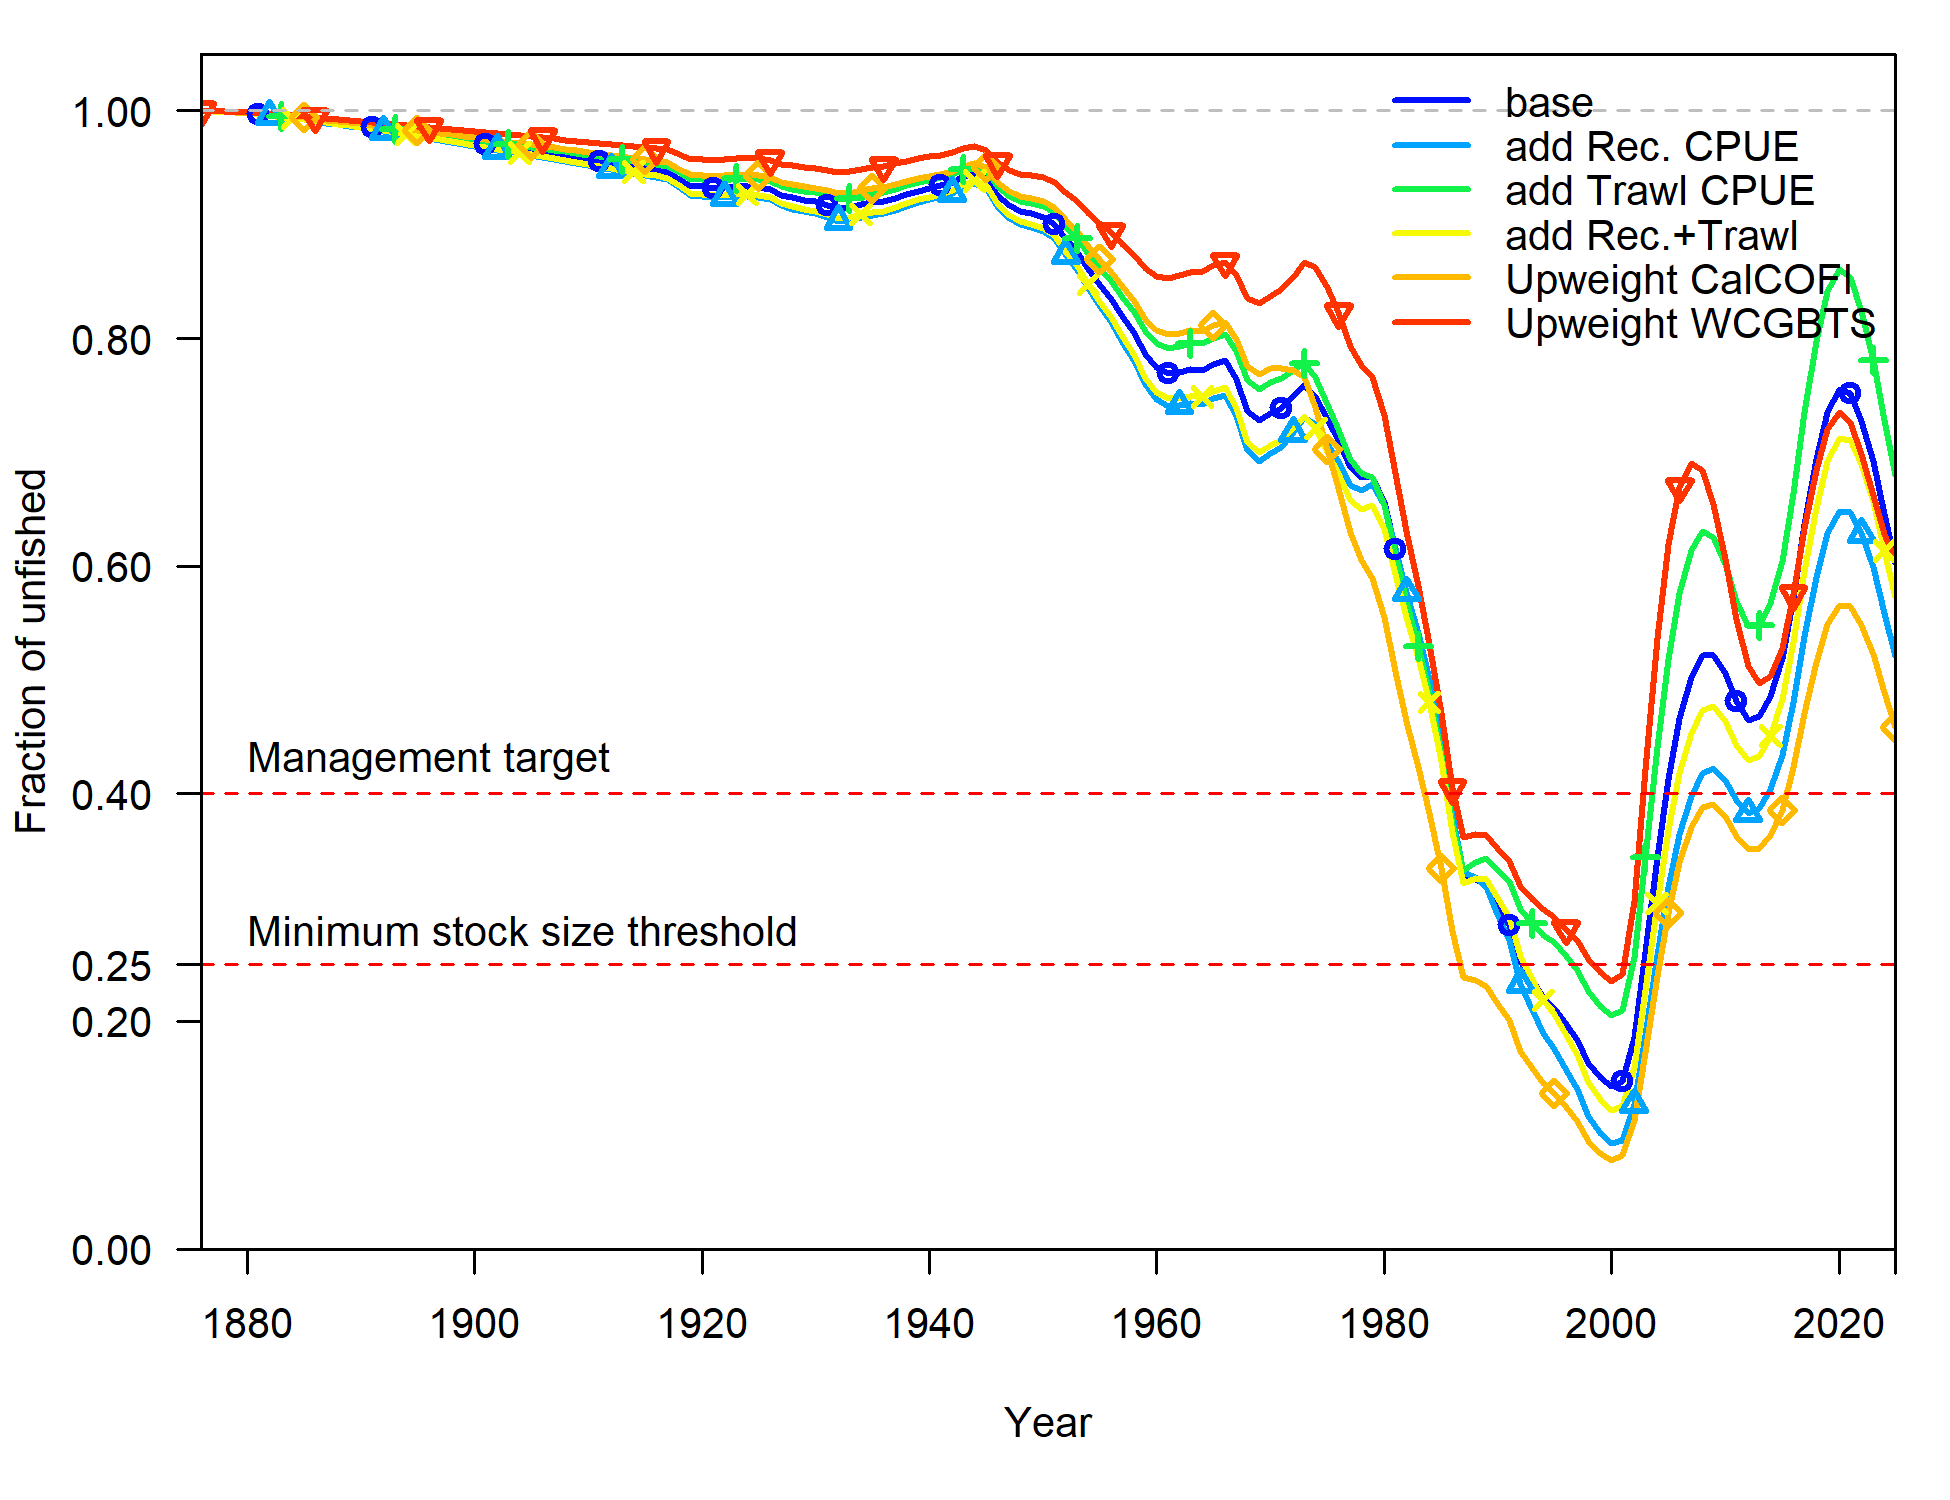 base
add Rec. CPUE
add Trawl CPUE
add Rec.+Trawl
Upweight CalCOFI
Upweight WCGBTS
Management target
Minimum stock size threshold
Fraction of unfished
1.00
0.80
0.60
0.40
0.25
0.20
0.00
1880 1900 1920 1940 1960 1980 2000 2020
Year